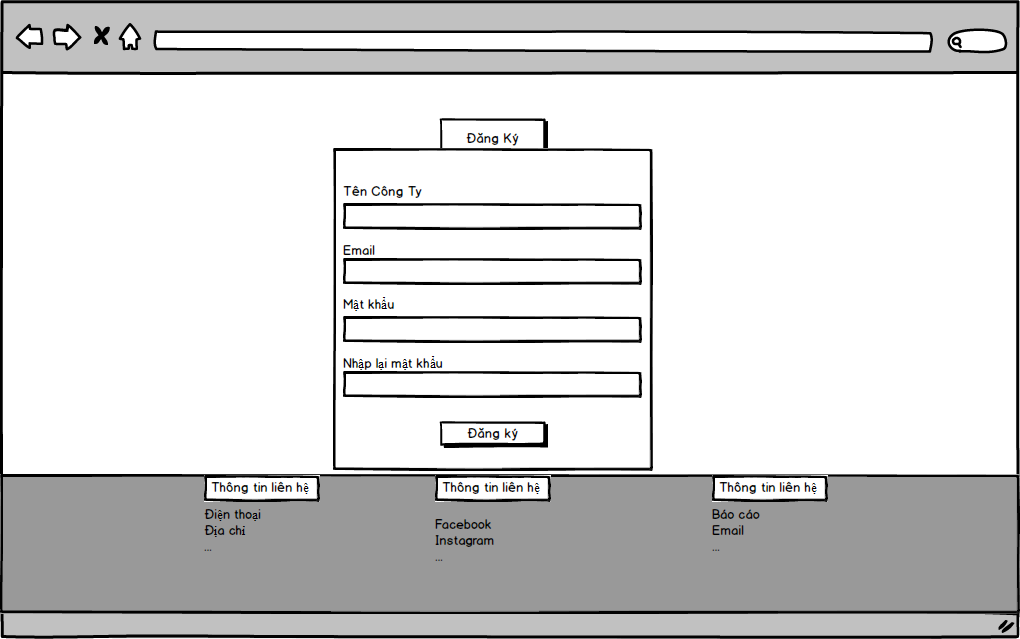 Đăng Ký
Tên Công Ty
Email
Mật khẩu
Nhập lại mật khẩu
Đăng ký
Thông tin liên hệ
Điện thoại
Địa chỉ
...
Thông tin liên hệ
Facebook
Instagram
...
Thông tin liên hệ
Báo cáo
Email
...